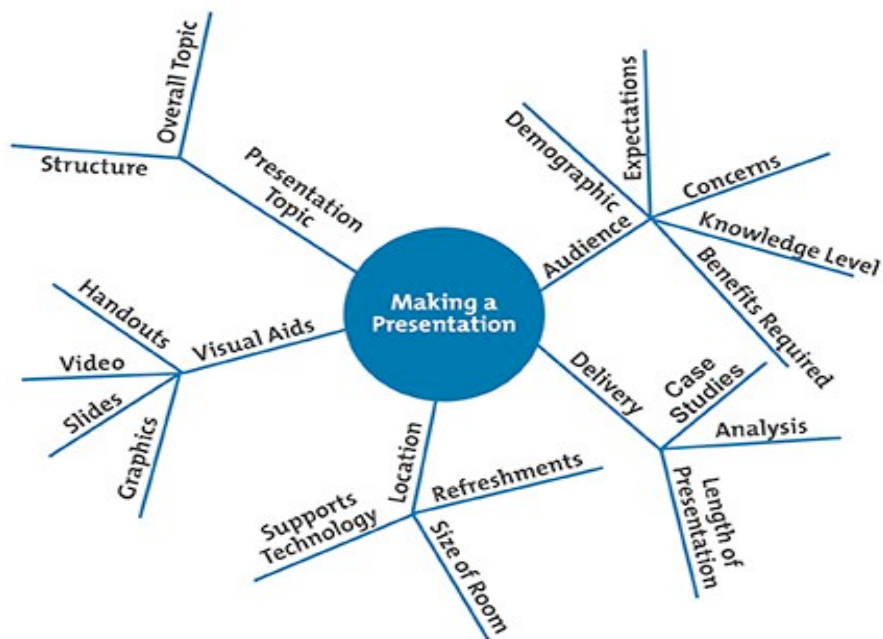 Making a
Presentation
Presentation
Topic
Overall Topic
Structure
Audience
Demographic
Expectations
Concerns
Knowledge Level
Benefits Required
Delivery
Case
Studies
Analysis
Length of
Presentation
Location
Refreshments
Size of Room
Supports
Technology
Visual Aids
Handouts
Video
Slides
Graphics